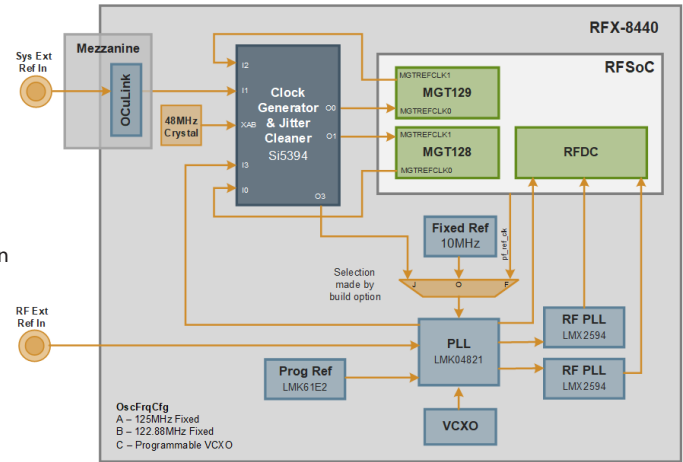 RFX-8440
Mezzanine
Sys Ext
Ref In
OCuLink
48MHz
Crystal
I2
I1
XAB
I3
I0
Clock
Generator
& Jitter
Cleaner
Si5394
O0
O1
O3
RFSoC
MGTREFCLK1
MGT129
MGTREFCLK0
MGTREFCLK1
MGT128
MGTREFCLK0
RFDC
n
Fixed Ref
10MHz
pf_ref_clk
Selection
made by
build option
J
O
F
RF Ext
Ref In
PLL
LMK04821
RF PLL
LMX2594
RF PLL
LMX2594
Prog Ref
LMK61E2
VCXO
OscFrqCfg
A – 125MHz Fixed
B – 122.88MHz Fixed
C – Programmable VCXO